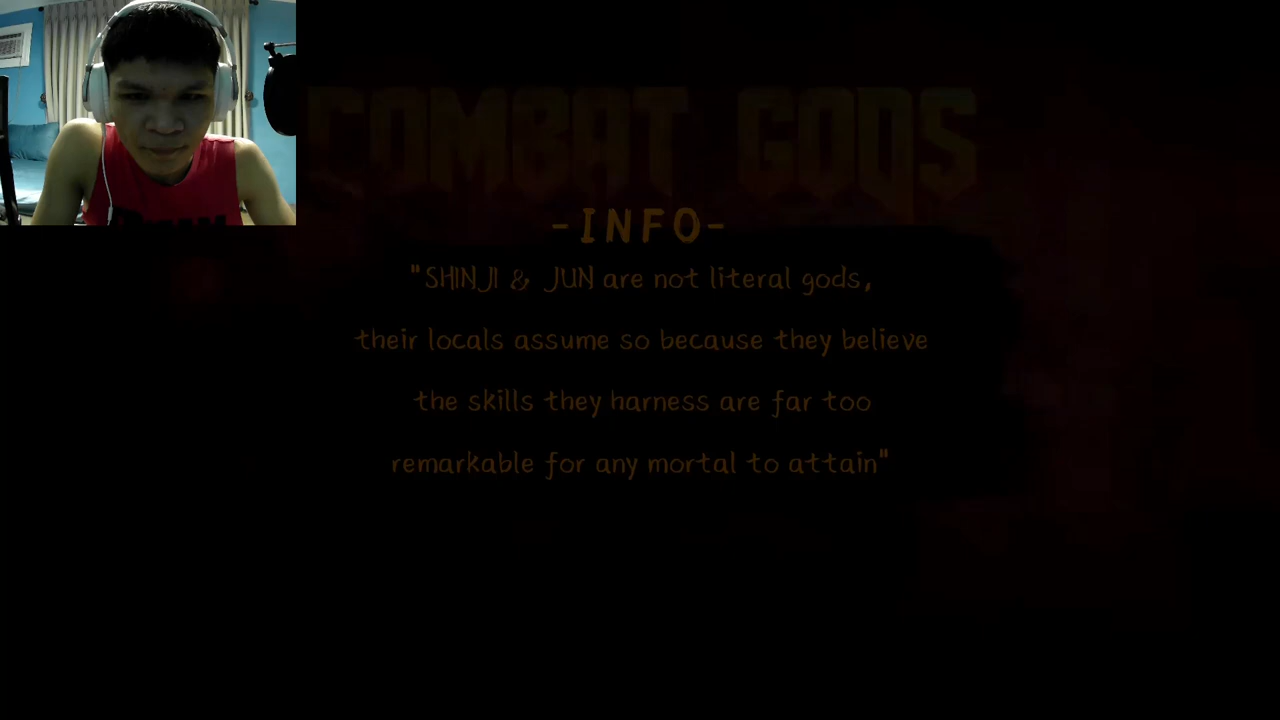 COMBAT GODS
-INFO-
"SHINJI & JUN are not literal gods,
their locals assume so because they believe
the skills they harness are far too
remarkable for any mortal to attain"